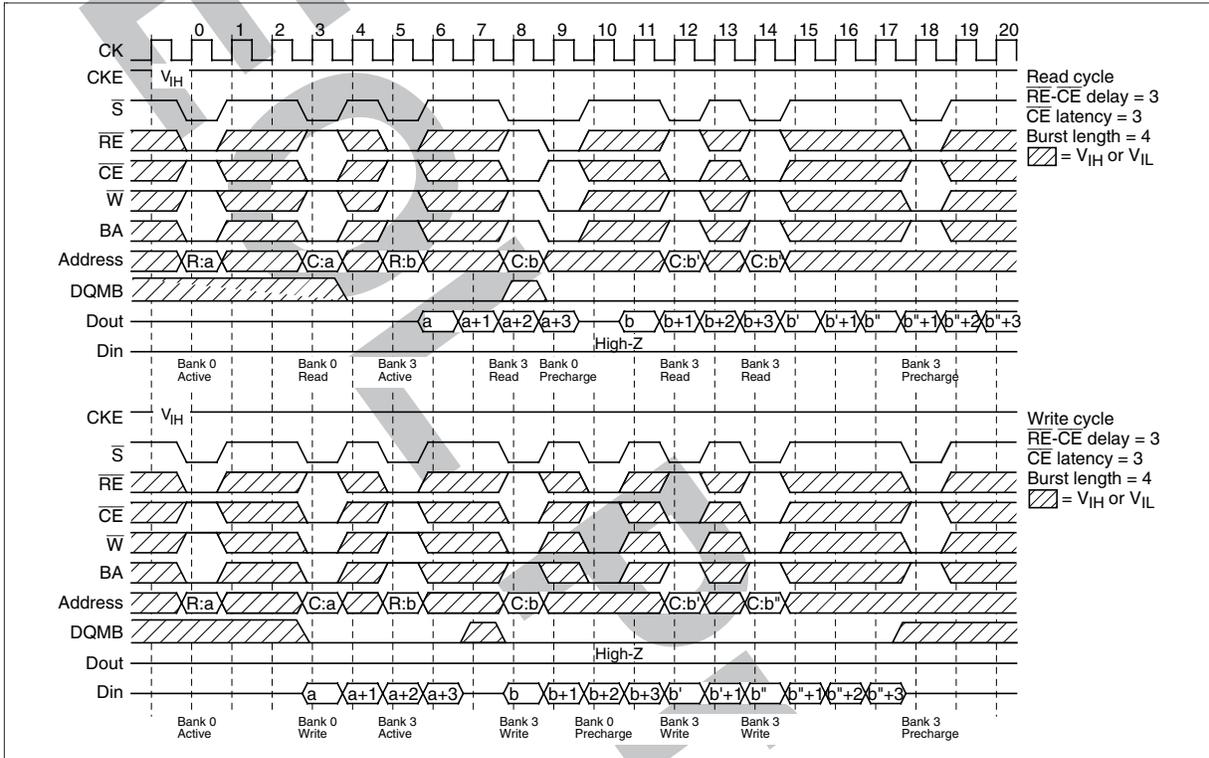 0 1 2 3 4 5 6 7 8 9 10 11 12 13 14 15 16 17 18 19 20
CK
CKE VIH
S
RE
CE
W
BA
Address R:a C:a R:b C:b C:b' C:b"
DQMB
Dout a a+1 a+2 a+3 b b+1 b+2 b+3 b' b'+1 b" b"+1 b"+2 b"+3
High-Z
Din
Bank 0 Active
Bank 0 Read
Bank 3 Active
Bank 3 Read
Bank 0 Precharge
Bank 3 Read
Bank 3 Read
Bank 3 Precharge
Read cycle
RE-CE delay = 3
CE latency = 3
Burst length = 4
= VIH or VIL
CKE VIH
S
RE
CE
W
BA
Address R:a C:a R:b C:b C:b' C:b"
DQMB
High-Z
Dout
Din a a+1 a+2 a+3 b b+1 b+2 b+3 b' b'+1 b" b"+1 b"+2 b"+3
Bank 0 Active
Bank 0 Write
Bank 3 Active
Bank 3 Write
Bank 0 Precharge
Bank 3 Write
Bank 3 Write
Bank 3 Precharge
Write cycle
RE-CE delay = 3
CE latency = 3
Burst length = 4
= VIH or VIL